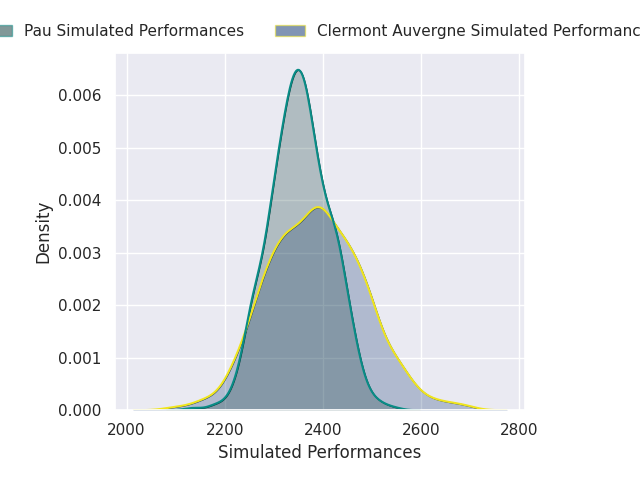 Pau Simulated Performances
Clermont Auvergne Simulated Performanc
0.006
0.005
0.004
0.003
0.002
0.001
0.000
Density
2000 2200 2400 2600 2800
Simulated Performances